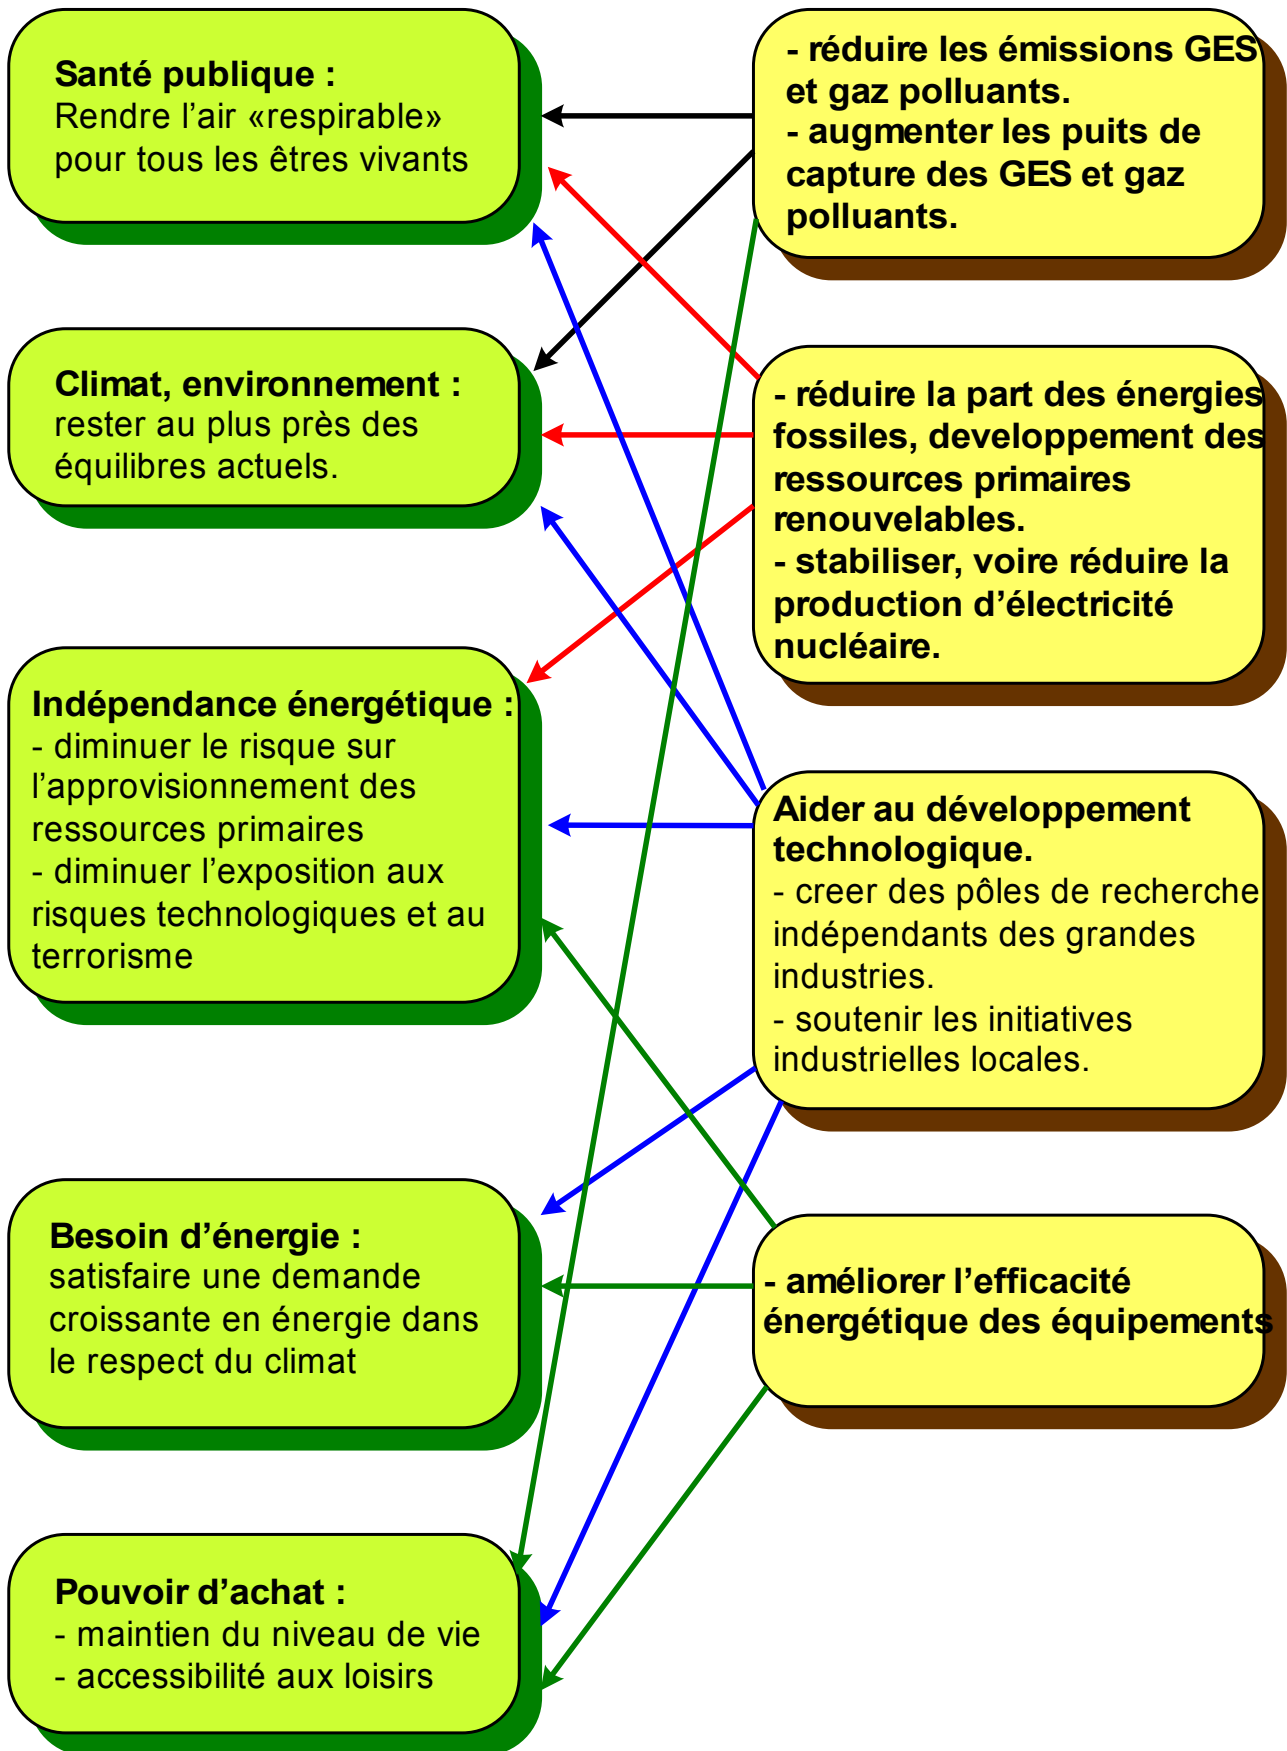 Santé publique :
Rendre l’air «respirable»
pour tous les êtres vivants
Climat, environnement :
rester au plus près des
équilibres actuels.
Indépendance énergétique :
- diminuer le risque sur
l’approvisionnement des
ressources primaires
- diminuer l’exposition aux
risques technologiques et au
terrorisme
Besoin d’énergie :
satisfaire une demande
croissante en énergie dans
le respect du climat
Pouvoir d’achat :
- maintien du niveau de vie
- accessibilité aux loisirs
- réduire les émissions GES
et gaz polluants.
- augmenter les puits de
capture des GES et gaz
polluants.
- réduire la part des énergies
fossiles, developpement des
ressources primaires
renouvelables.
- stabiliser, voire réduire la
production d’électricité
nucléaire.
Aider au développement
technologique.
- creer des pôles de recherche
indépendants des grandes
industries.
- soutenir les initiatives
industrielles locales.
- améliorer l’efficacité
énergétique des équipements